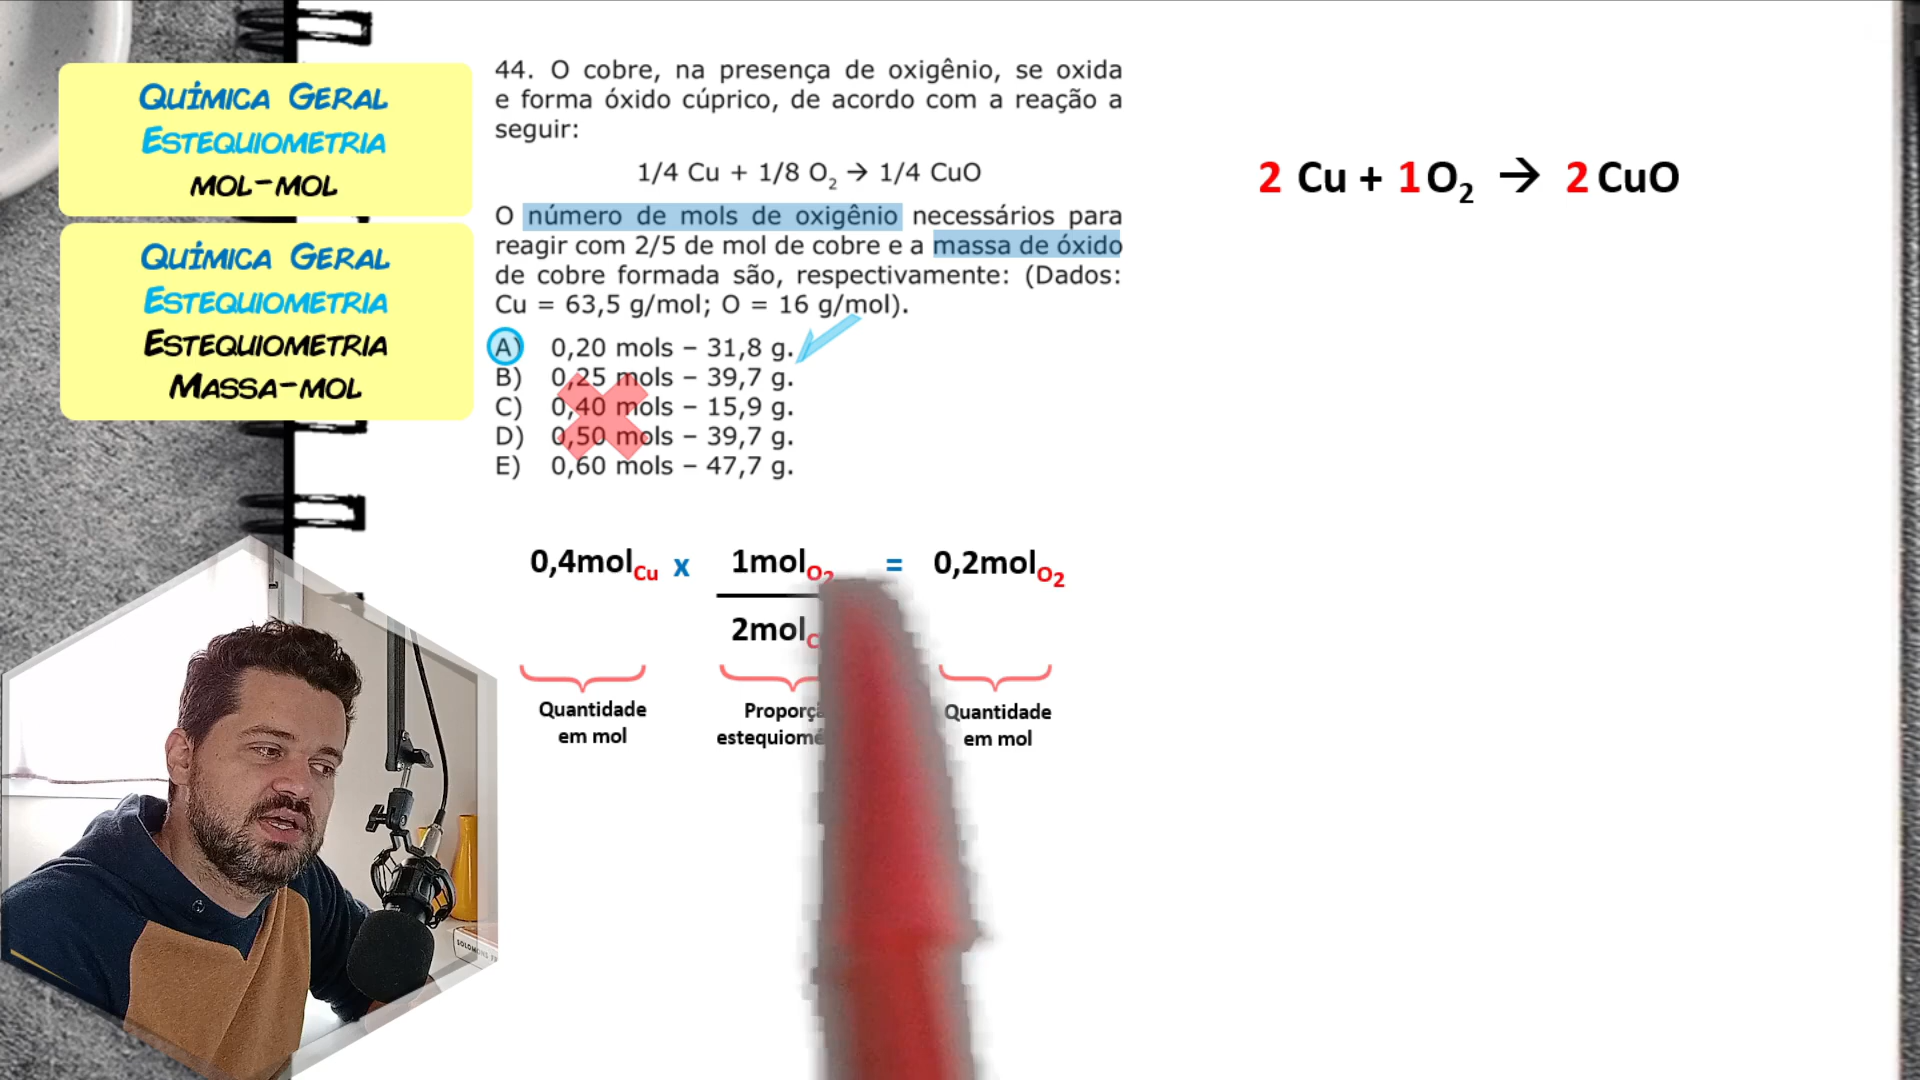 QUÍMICA GERAL
ESTEQUIOMETRIA
MOL-MOL
QUÍMICA GERAL
ESTEQUIOMETRIA
ESTEQUIOMETRIA
MASSA-MOL
44. O cobre, na presença de oxigênio, se oxida
e forma óxido cúprico, de acordo com a reação a
seguir:
1/4 Cu + 1/8 O₂ → 1/4 CuO
O número de mols de oxigênio necessários para
reagir com 2/5 de mol de cobre e a massa de óxido
de cobre formada são, respectivamente: (Dados:
Cu = 63,5 g/mol; O = 16 g/mol).
A) 0,20 mols – 31,8 g.
B) 0,25 mols – 39,7 g.
C) 0,40 mols – 15,9 g.
D) 0,50 mols – 39,7 g.
E) 0,60 mols – 47,7 g.
2 Cu + 1 O₂ → 2 CuO
0,4mol Cu x 1mol O₂ = 0,2mol O₂
2mol
Quantidade
em mol
Quantidade
em mol